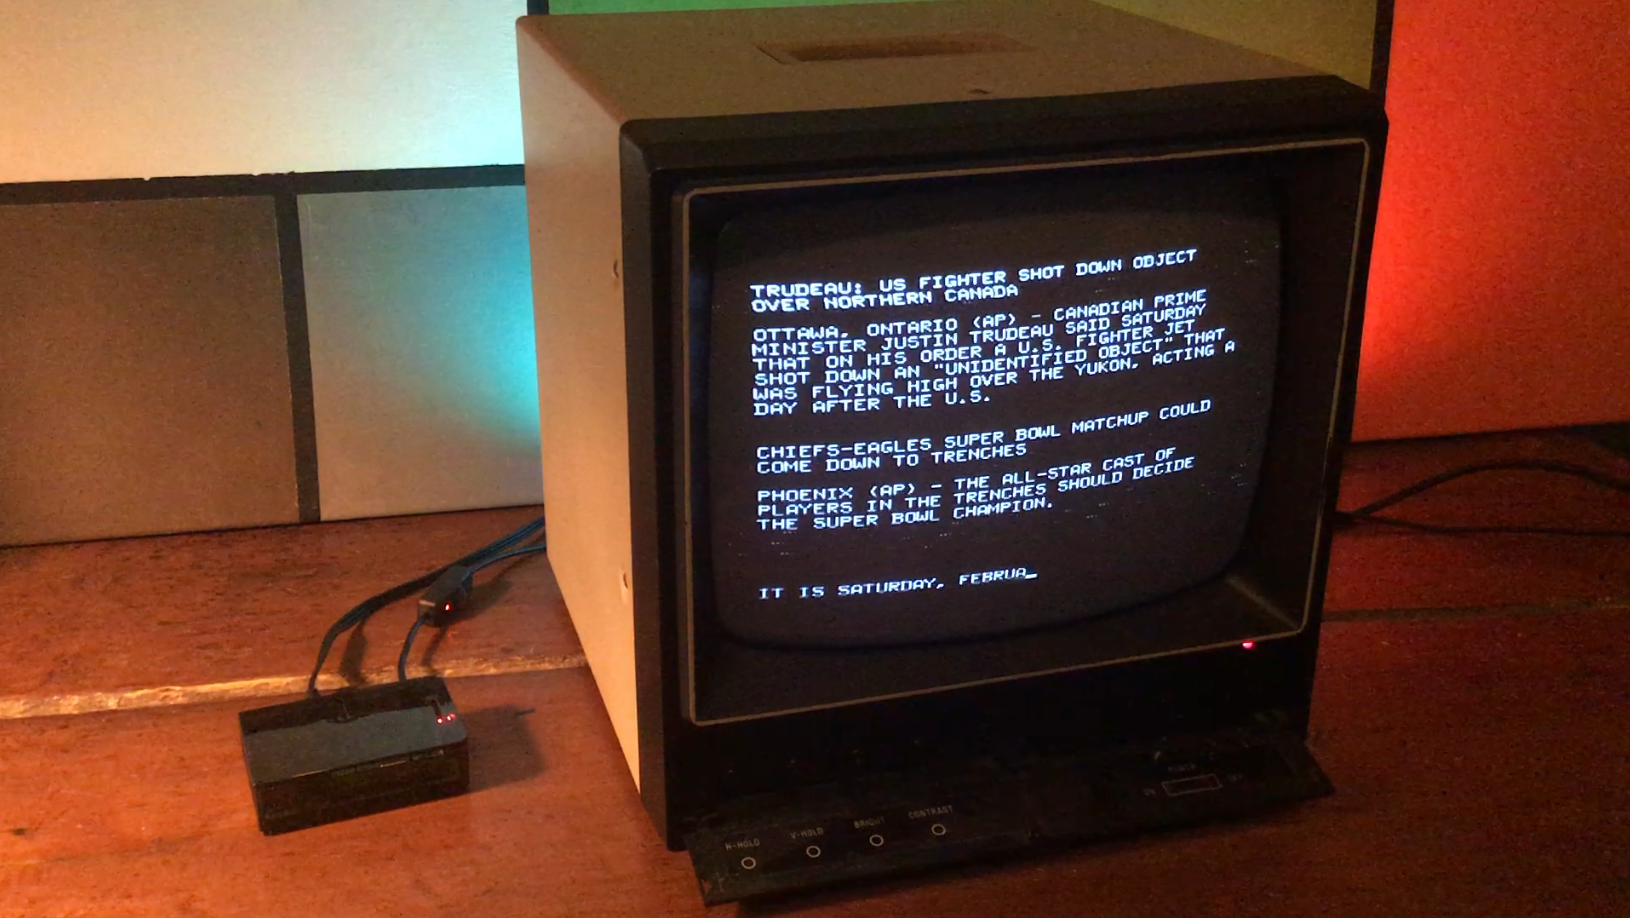 TRUDEAU: US FIGHTER SHOT DOWN OBJECT
OVER NORTHERN CANADA
OTTAWA, ONTARIO (AP) - CANADIAN PRIME
MINISTER JUSTIN TRUDEAU SAID SATURDAY
THAT ON HIS ORDER A U.S. FIGHTER JET
SHOT DOWN AN "UNIDENTIFIED OBJECT" THAT
WAS FLYING HIGH OVER THE YUKON, ACTING A
DAY AFTER THE U.S.
CHIEFS-EAGLES SUPER BOWL MATCHUP COULD
COME DOWN TO TRENCHES
PHOENIX (AP) - THE ALL-STAR CAST OF
PLAYERS IN THE TRENCHES SHOULD DECIDE
THE SUPER BOWL CHAMPION.
IT IS SATURDAY, FEBRUA_
POWER
ON OFF
H-HOLD V-HOLD BRIGHT CONTRAST